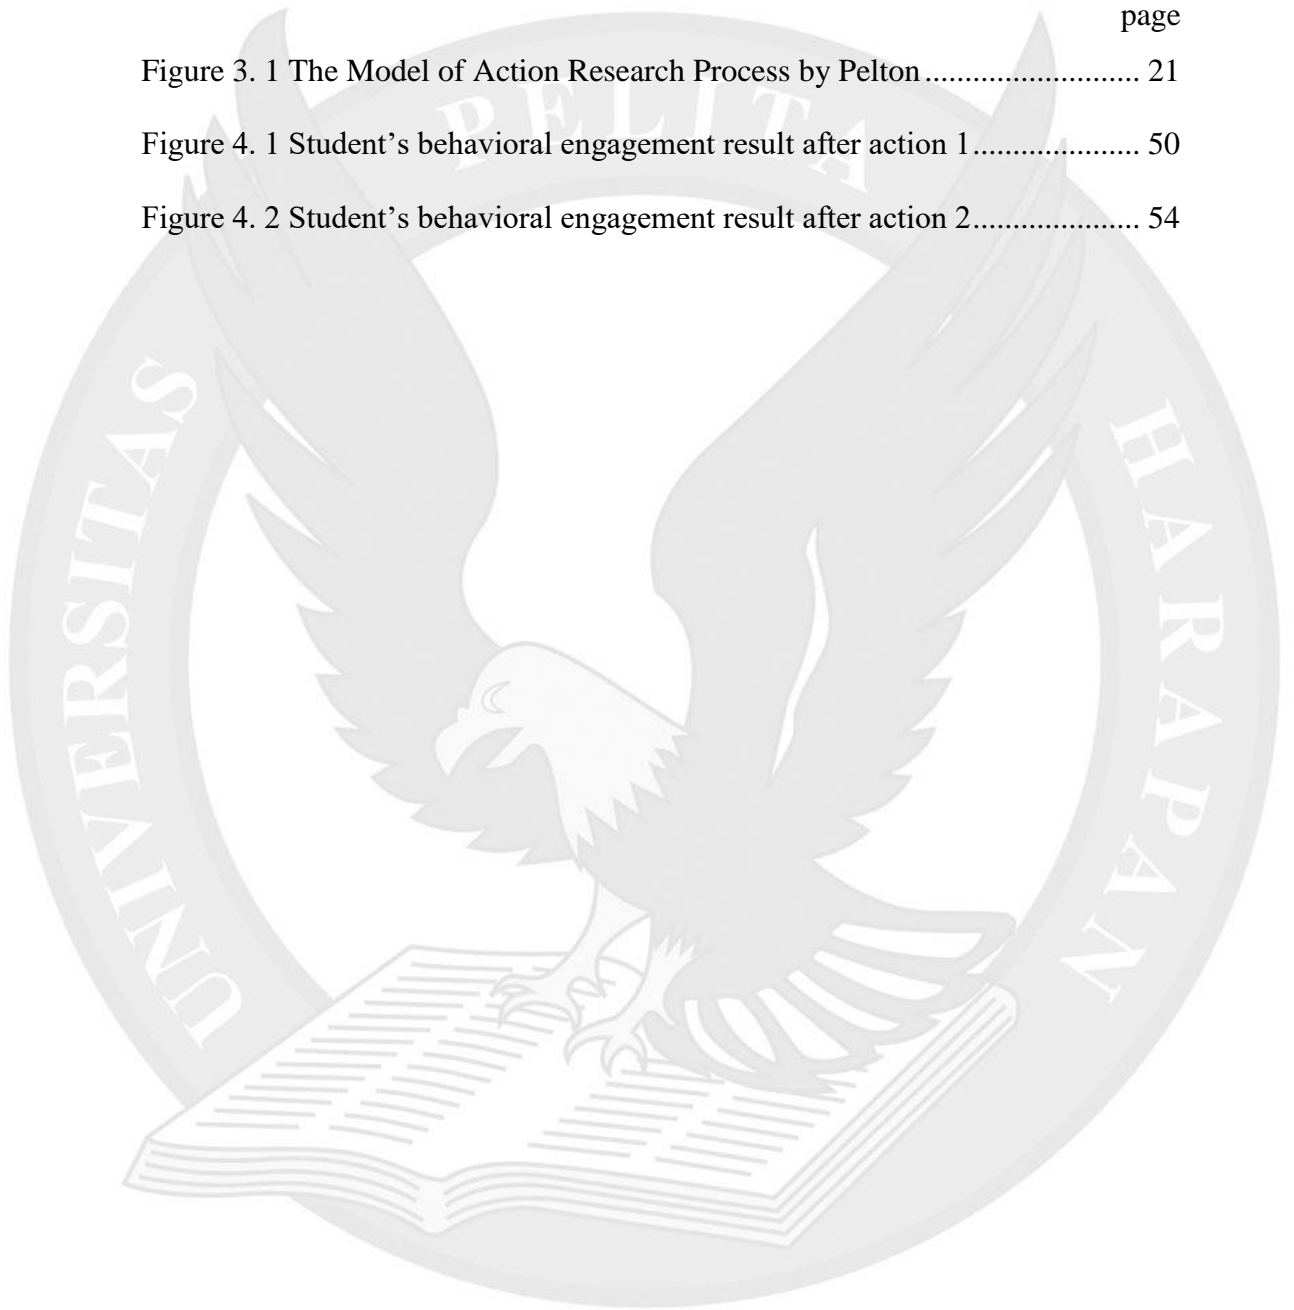 page
Figure 3. 1 The Model of Action Research Process by Pelton ........................... 21
Figure 4. 1 Student’s behavioral engagement result after action 1..................... 50
Figure 4. 2 Student’s behavioral engagement result after action 2..................... 54
UNIVERSITAS PELITA HARAPAN